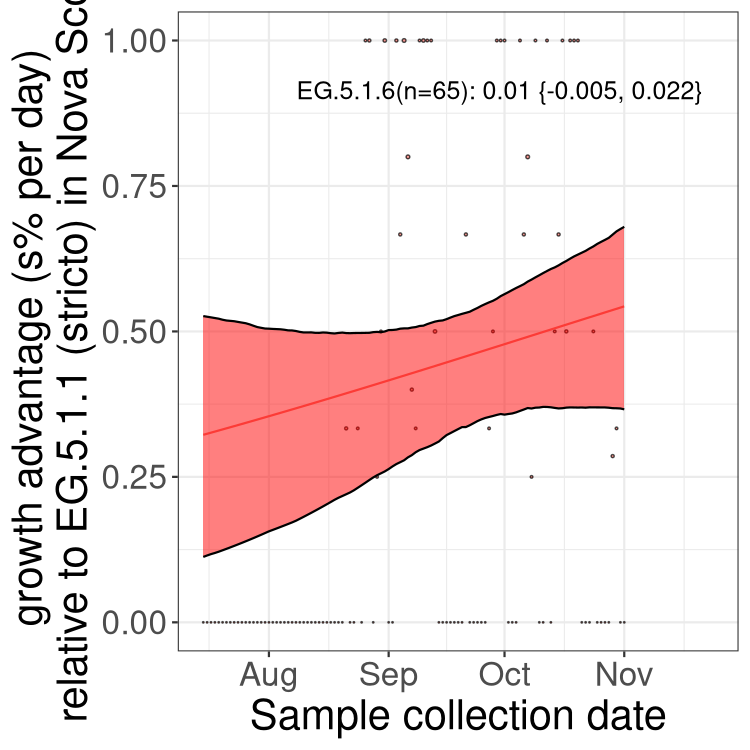 growth advantage (s% per day)
relative to EG.5.1.1 (stricto) in Nova Sco
1.00
0.75
0.50
0.25
0.00
EG.5.1.6(n=65): 0.01 {-0.005, 0.022}
Aug Sep Oct Nov
Sample collection date